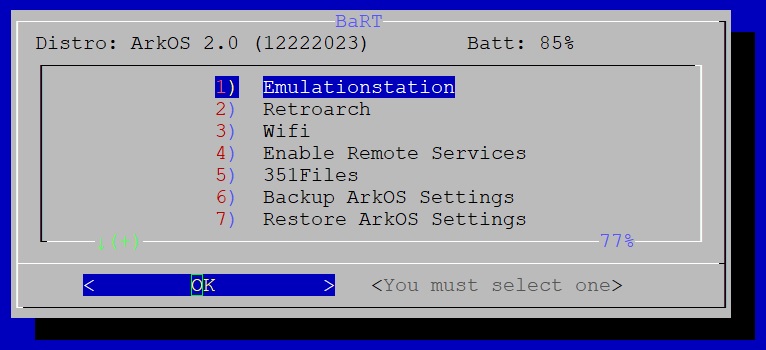 BaRT
Distro: ArkOS 2.0 (12222023) Batt: 85%
1) Emulationstation
2) Retroarch
3) Wifi
4) Enable Remote Services
5) 351Files
6) Backup ArkOS Settings
7) Restore ArkOS Settings
↓(+) 77%
< OK > <You must select one>